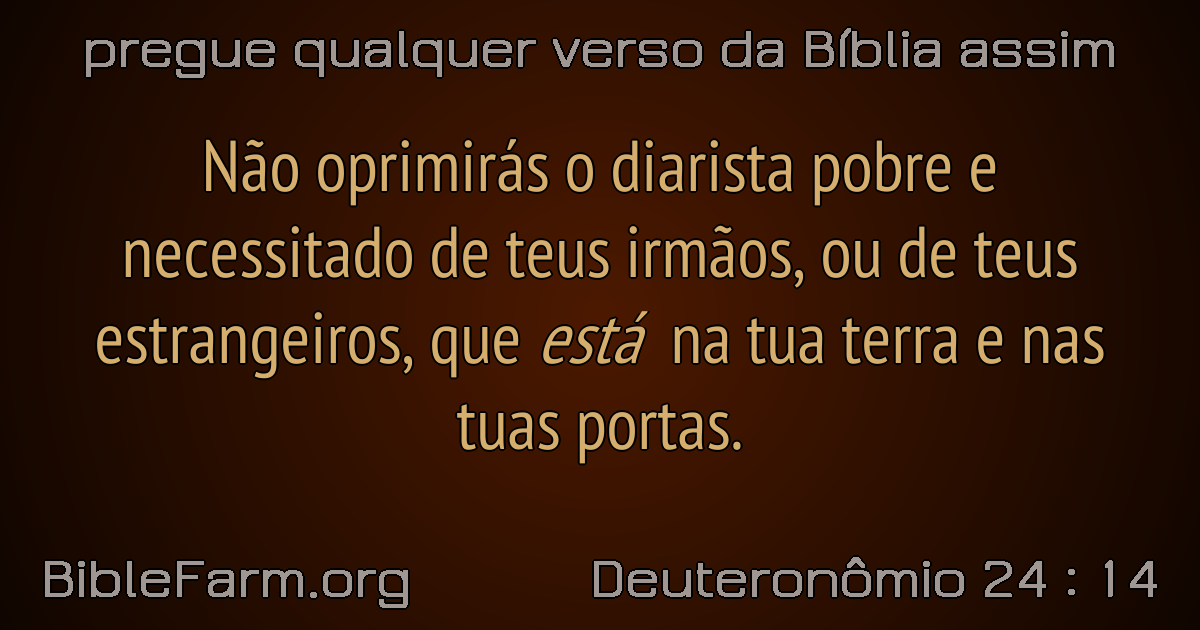 pregue qualquer verso da Bíblia assim
Não oprimirás o diarista pobre e
necessitado de teus irmãos, ou de teus
estrangeiros, que está na tua terra e nas
tuas portas.
BibleFarm.org
Deuteronômio 24 : 14